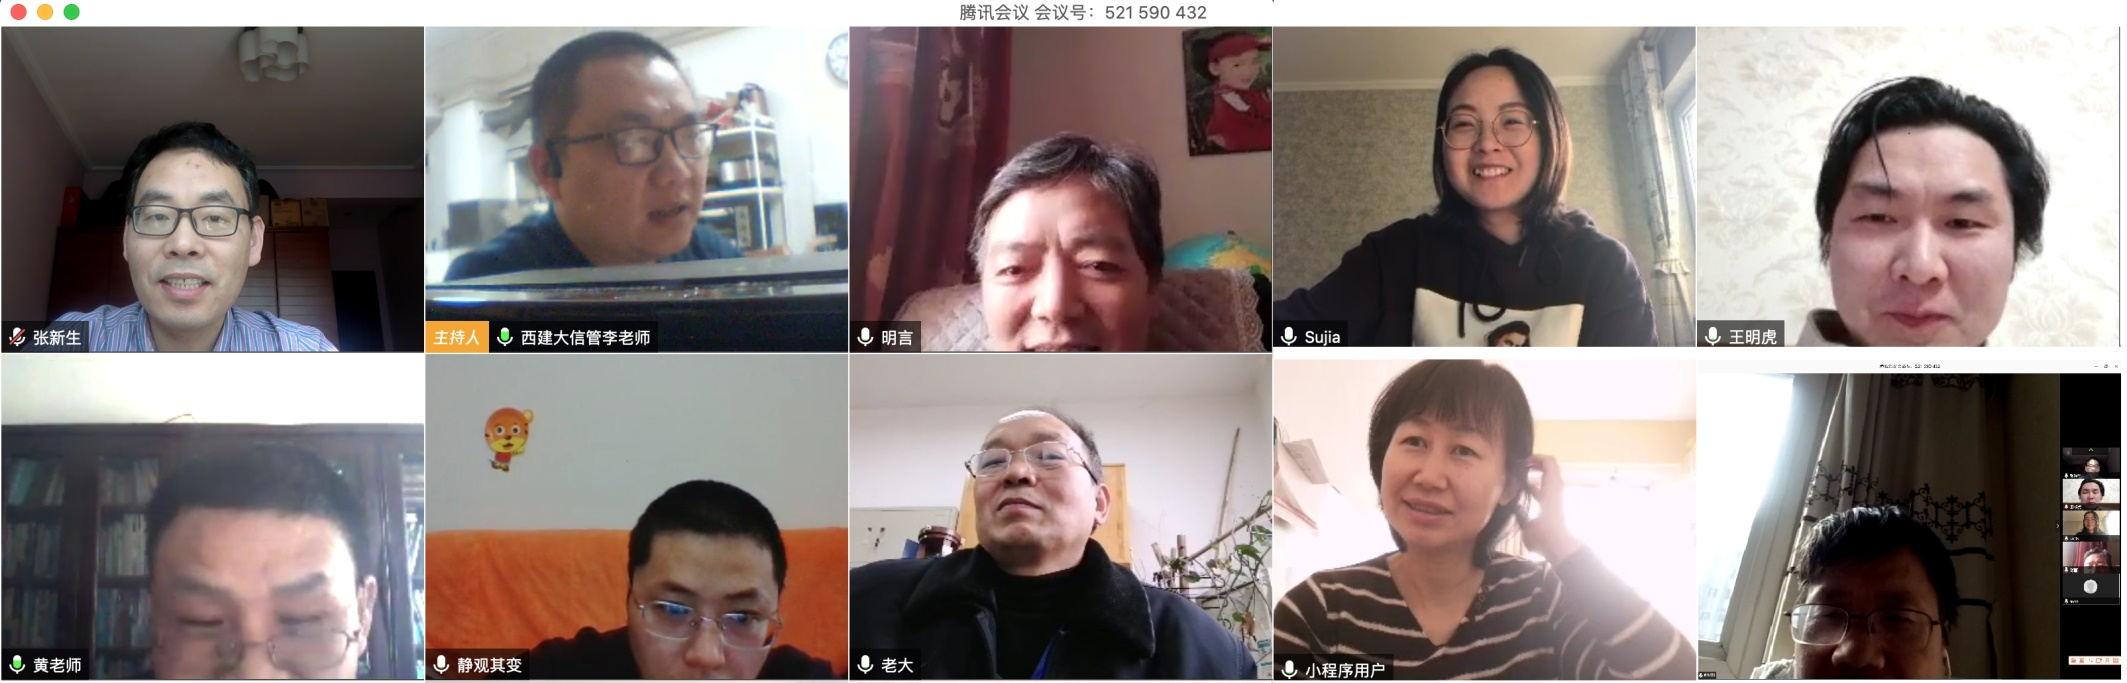 腾讯会议 会议号：521 590 432
张新生
主持人 西建大信管李老师
明言
Sujia
王明虎
黄老师
静观其变
老大
小程序用户